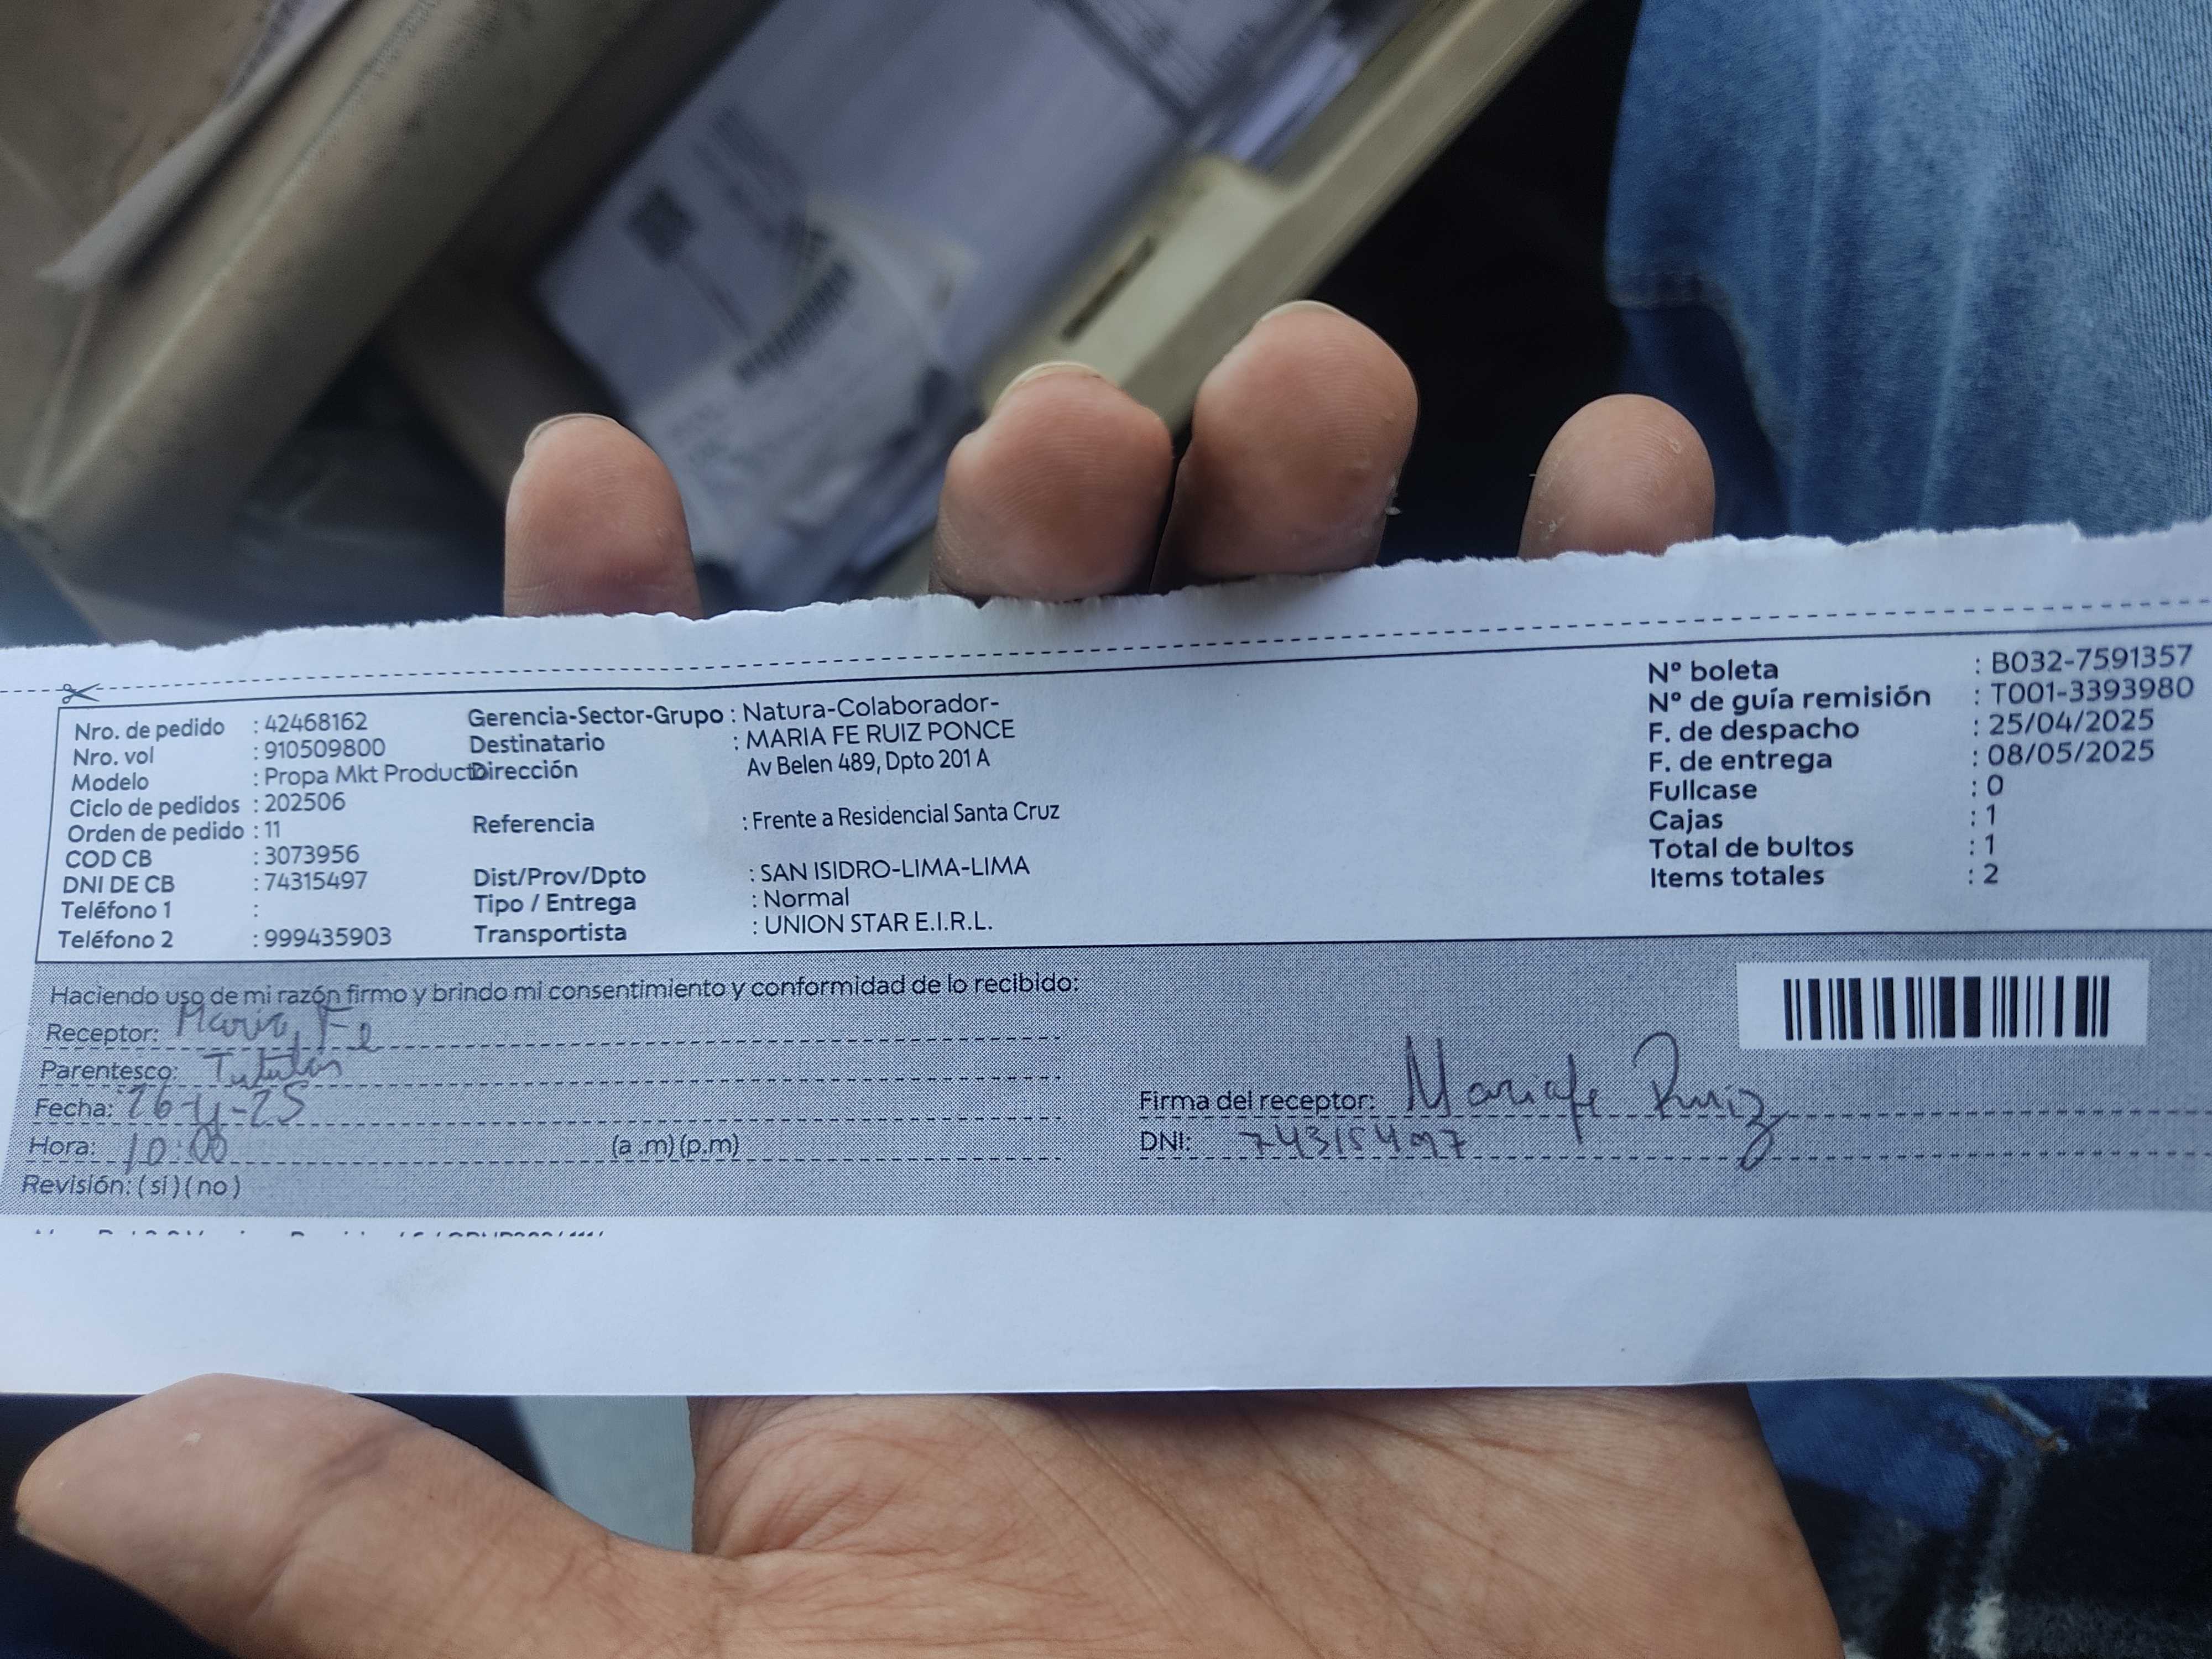 Nro. de pedido : 42468162
Nro. vol : 910509800
Modelo : Propa Mkt Producto
Ciclo de pedidos : 202506
Orden de pedido : 11
COD CB : 3073956
DNI DE CB : 74315497
Teléfono 1 :
Teléfono 2 : 999435903
Gerencia-Sector-Grupo : Natura-Colaborador-
Destinatario : MARIA FE RUIZ PONCE
Dirección Av Belen 489, Dpto 201 A
Referencia : Frente a Residencial Santa Cruz
Dist/Prov/Dpto : SAN ISIDRO-LIMA-LIMA
Tipo / Entrega : Normal
Transportista : UNION STAR E.I.R.L.
Nº boleta : B032-7591357
Nº de guía remisión : T001-3393980
F. de despacho : 25/04/2025
F. de entrega : 08/05/2025
Fullcase : 0
Cajas : 1
Total de bultos : 1
Items totales : 2
Haciendo uso de mi razón firmo y brindo mi consentimiento y conformidad de lo recibido:
Receptor: Maria Fe
Parentesco: Titular
Fecha: 26-4-25
Hora: 10:00 (a .m) (p.m)
Revisión: ( si ) ( no )
Firma del receptor: Mariafe Ruiz
DNI: 74315497